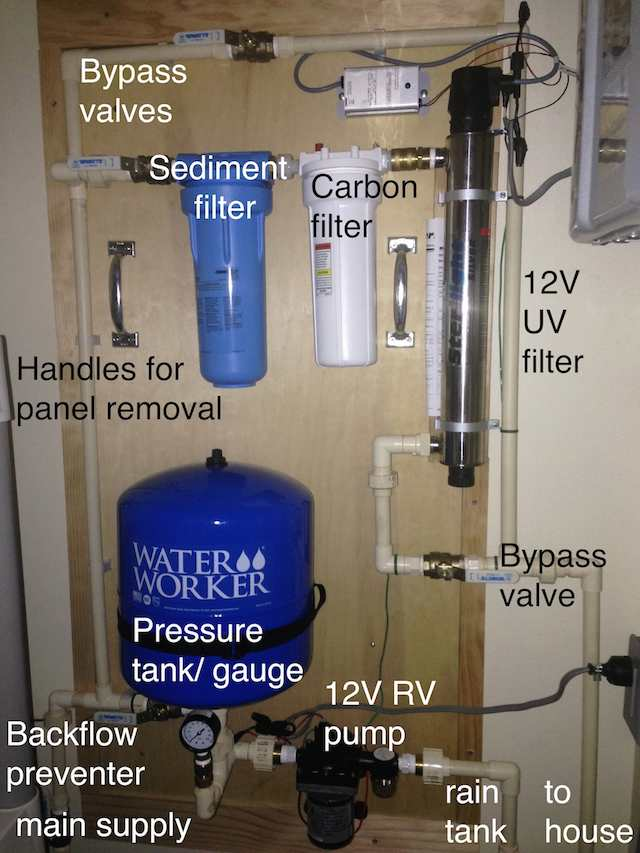 Bypass
valves
Sediment
filter
Carbon
filter
12V
UV
filter
Handles for
panel removal
WATER
WORKER
Bypass
valve
Pressure
tank/ gauge
12V RV
pump
Backflow
preventer
main supply
rain
tank
to
house